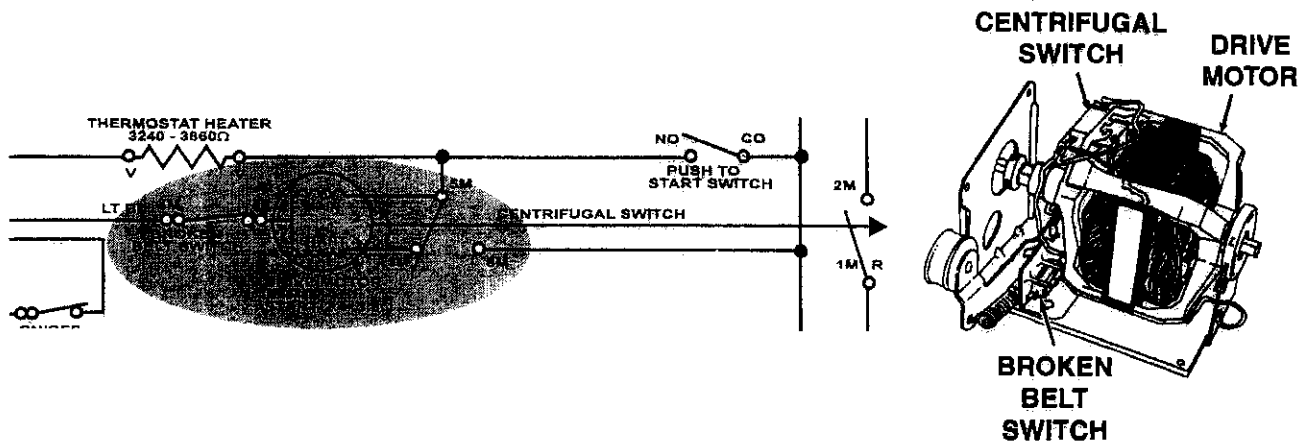 CENTRIFUGAL
SWITCH
DRIVE
MOTOR
THERMOSTAT HEATER
3240 - 3860Ω
V
NO
CO
PUSH TO
START SWITCH
5M
2M
CENTRIFUGAL SWITCH
1M
R
BROKEN
BELT
SWITCH